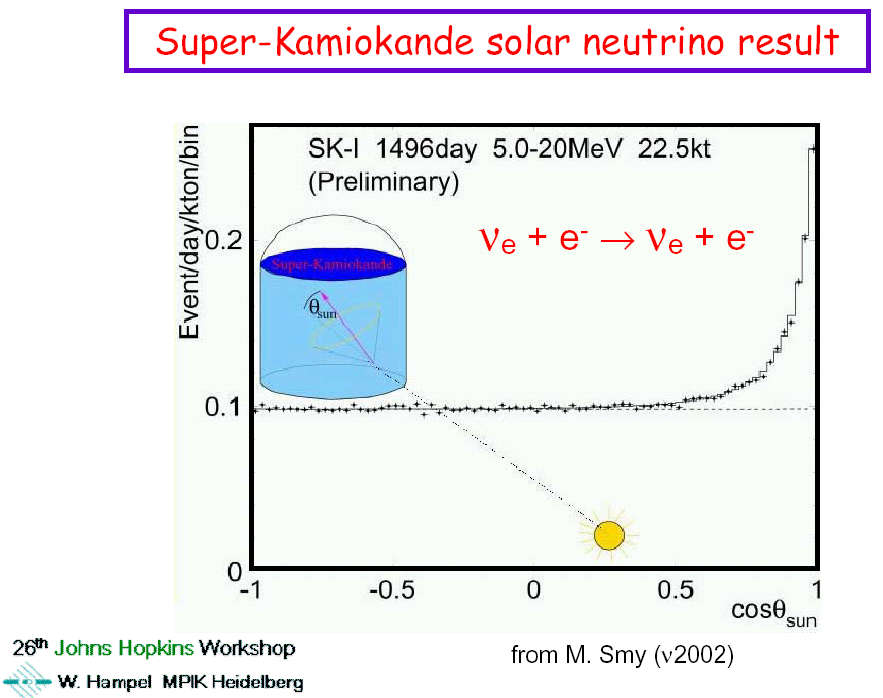 Super-Kamiokande solar neutrino result
SK-I 1496day 5.0-20MeV 22.5kt
(Preliminary)
νe + e- → νe + e-
Event/day/kton/bin
Super-Kamiokande
θsun
0.2
0.1
0
-1 -0.5 0 0.5 1
cosθsun
26th Johns Hopkins Workshop
W. Hampel MPIK Heidelberg
from M. Smy (ν2002)